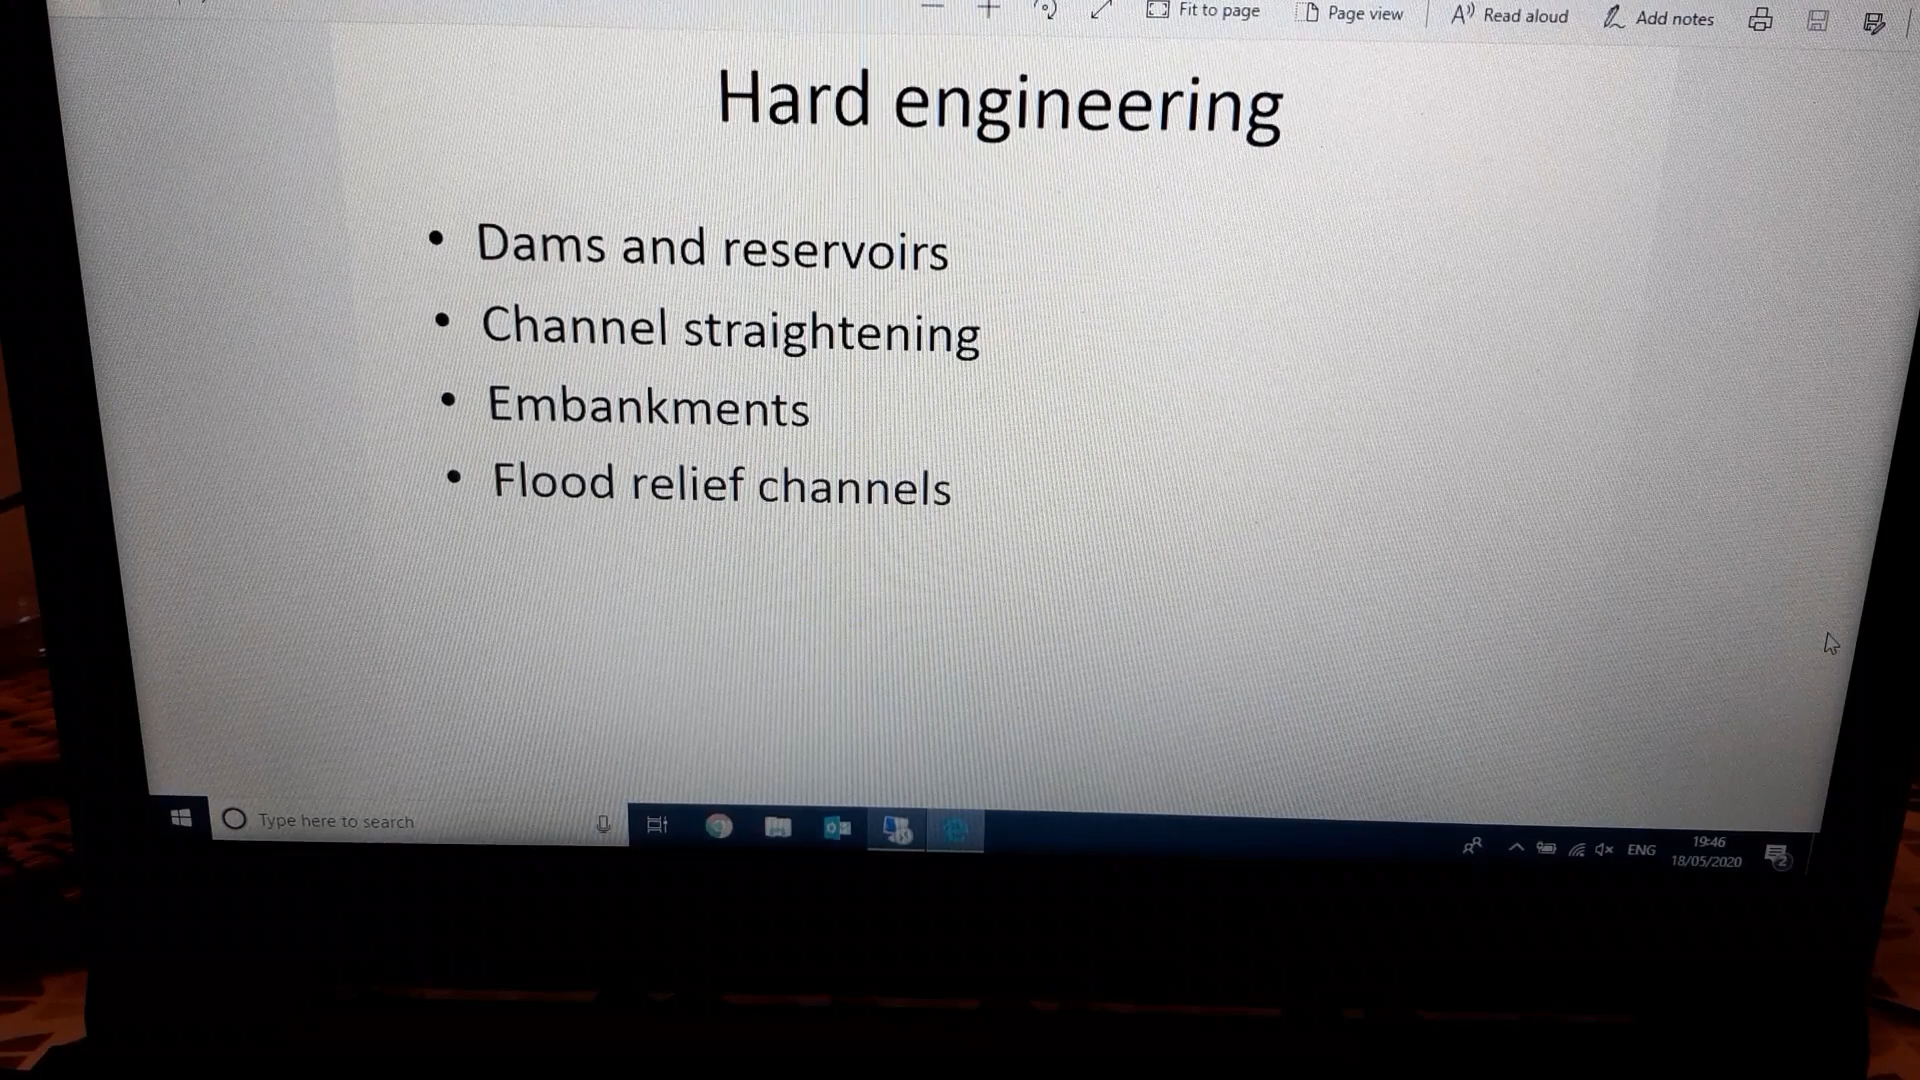 Fit to page Page view Read aloud Add notes
Hard engineering
• Dams and reservoirs
• Channel straightening
• Embankments
• Flood relief channels
Type here to search
ENG 19:46
18/05/2020
2